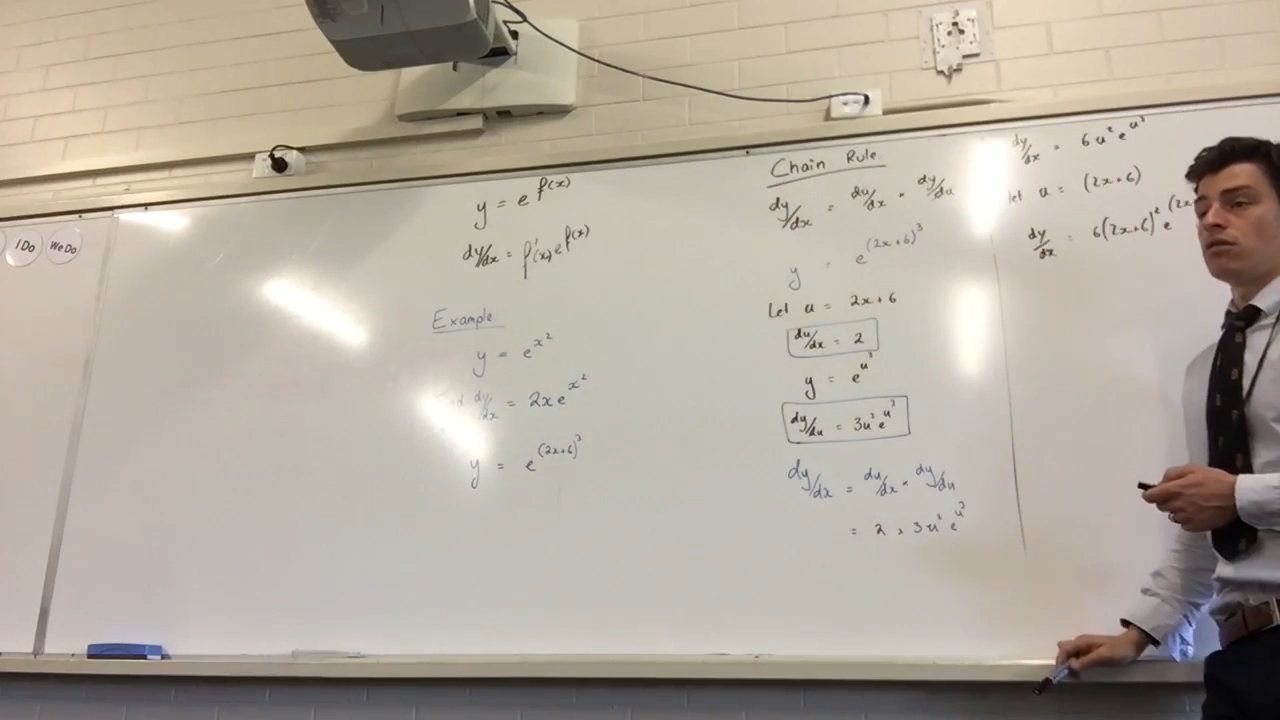 I Do
We Do
y = e^f(x)
dy/dx = f'(x)e^f(x)
Example
y = e^x²
dy/dx = 2xe^x²
y = e^(2x+6)³
Chain Rule
dy/dx = du/dx × dy/du
y = e^(2x+6)³
Let u = 2x+6
du/dx = 2
y = e^u³
dy/du = 3u²e^u³
dy/dx = du/dx × dy/du
= 2 × 3u²e^u³
dy/dx = 6u²e^u³
let u = (2x+6)
dy/dx = 6(2x+6)²e^(2x